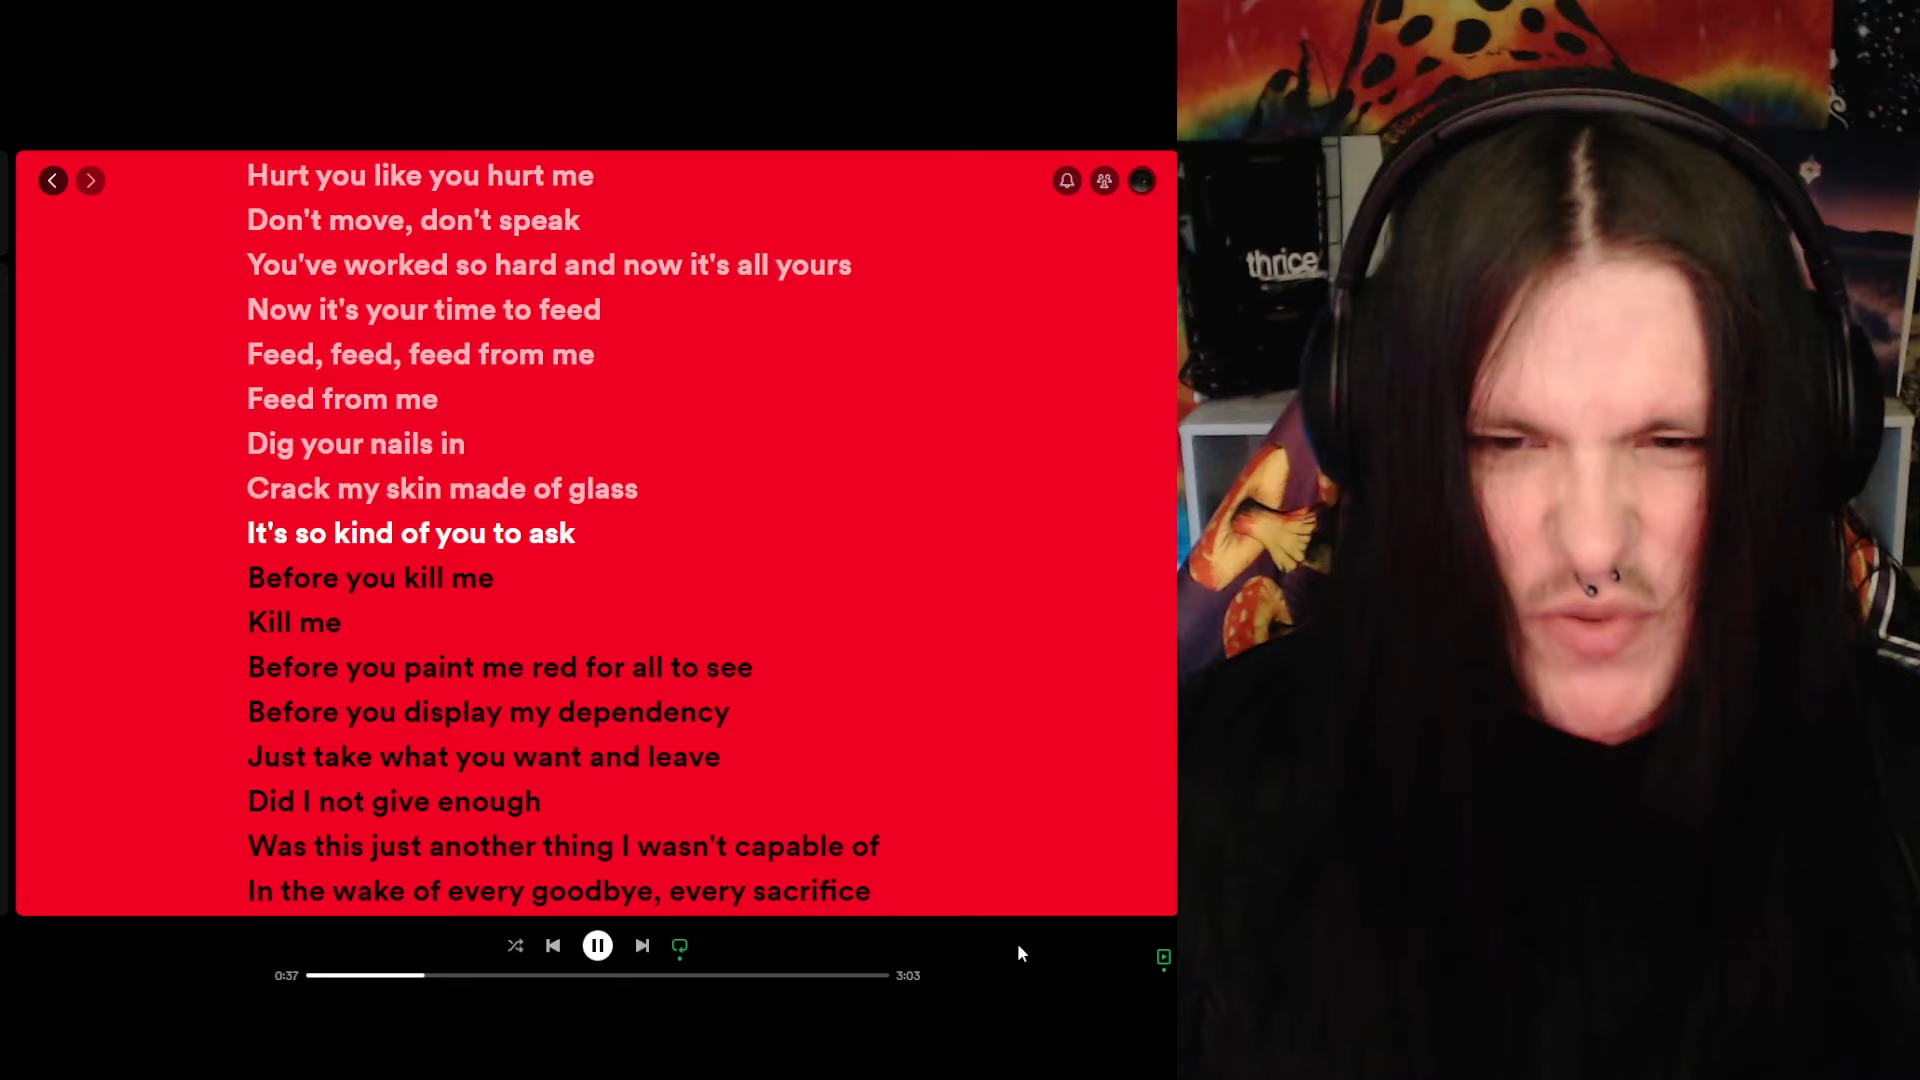 Hurt you like you hurt me
Don't move, don't speak
You've worked so hard and now it's all yours
Now it's your time to feed
Feed, feed, feed from me
Feed from me
Dig your nails in
Crack my skin made of glass
It's so kind of you to ask
Before you kill me
Kill me
Before you paint me red for all to see
Before you display my dependency
Just take what you want and leave
Did I not give enough
Was this just another thing I wasn't capable of
In the wake of every goodbye, every sacrifice
0:37
3:03
thrice